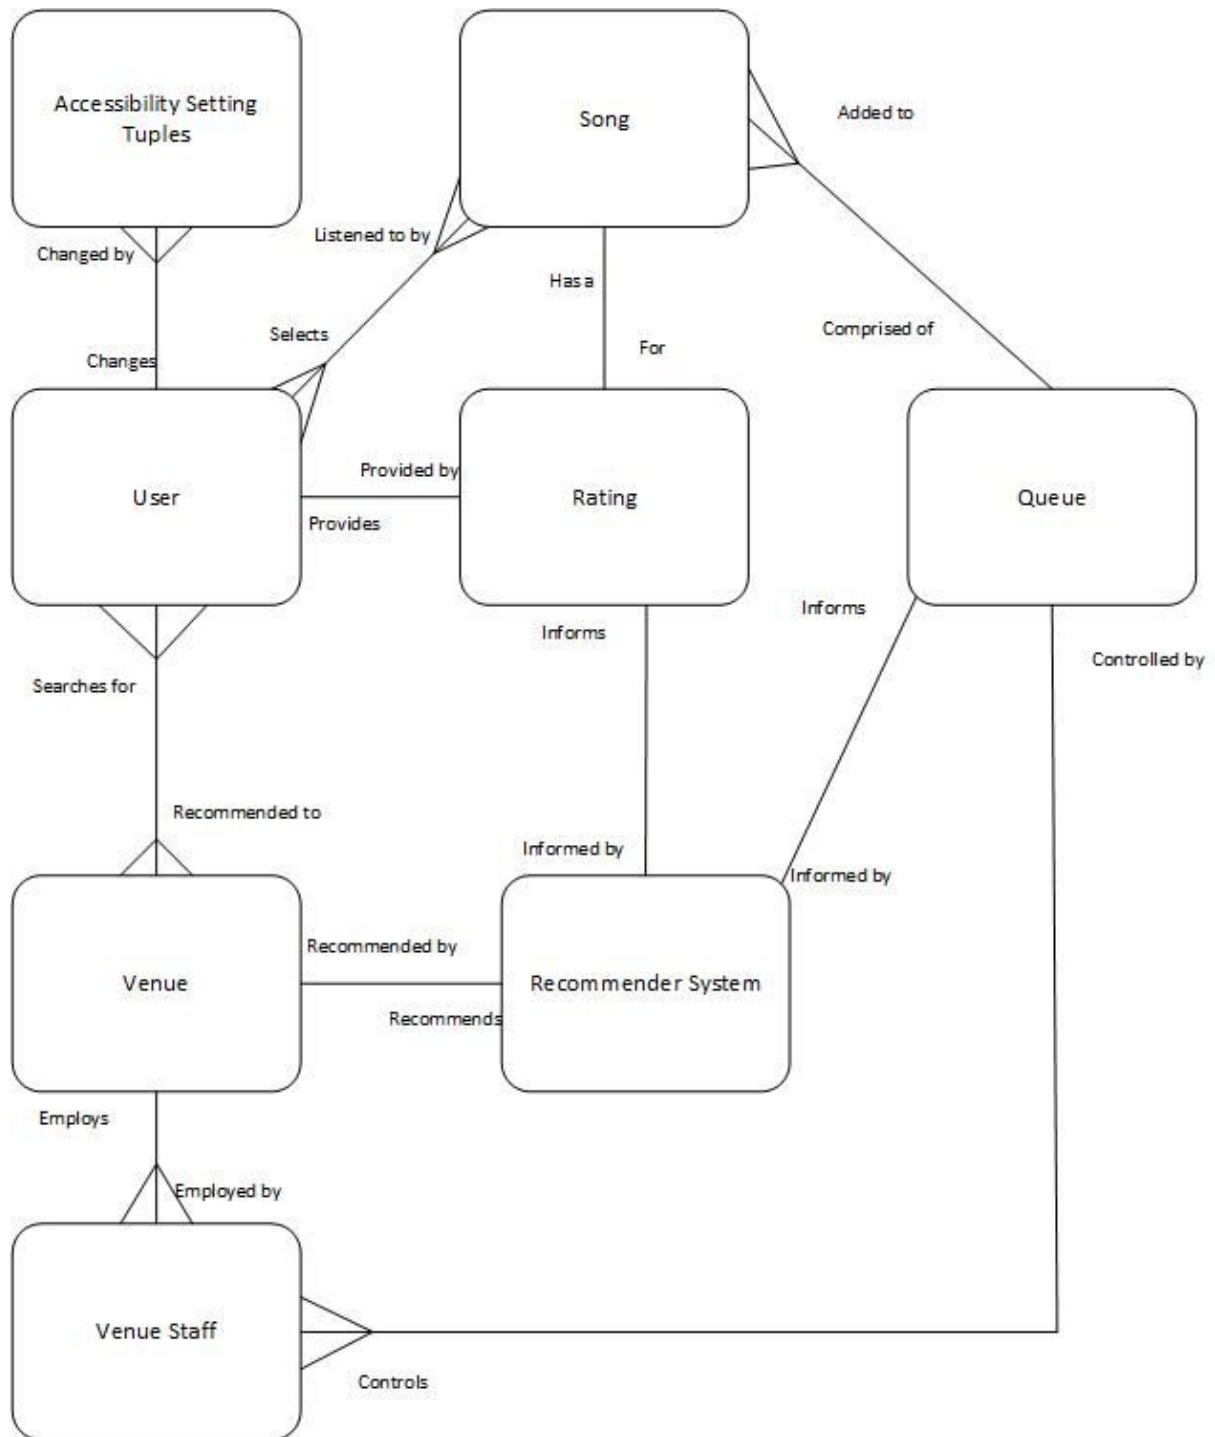 Accessibility Setting
Tuples
Song
Added to
Changed by
Listened to by
Has a
Selects
Comprised of
For
Changes
User
Provided by
Provides
Rating
Queue
Informs
Informs
Controlled by
Searches for
Recommended to
Informed by
Informed by
Recommended by
Venue
Recommender System
Recommends
Employs
Employed by
Venue Staff
Controls